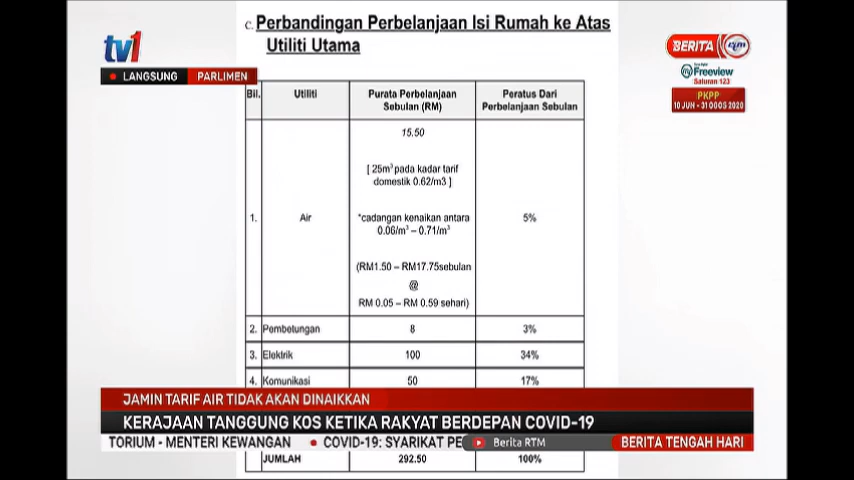 c. Perbandingan Perbelanjaan Isi Rumah ke Atas
Utiliti Utama
tv1
LANGSUNG
PARLIMEN
BERITA rtm
myFreeview
Saluran 123
PKPP
10 JUN - 31 OGOS 2020
Bil.
Utiliti
Purata Perbelanjaan
Sebulan (RM)
Peratus Dari
Perbelanjaan Sebulan
1.
Air
15.50
[ 25m³ pada kadar tarif
domestik 0.62/m3 ]
*cadangan kenaikan antara
0.06/m³ – 0.71/m³
(RM1.50 – RM17.75sebulan
@
RM 0.05 – RM 0.59 sehari)
5%
2. Pembetungan 8 3%
3. Elektrik 100 34%
4. Komunikasi 50 17%
JAMIN TARIF AIR TIDAK AKAN DINAIKKAN
KERAJAAN TANGGUNG KOS KETIKA RAKYAT BERDEPAN COVID-19
TORIUM - MENTERI KEWANGAN • COVID-19: SYARIKAT PE
Berita RTM
BERITA TENGAH HARI
JUMLAH 292.50 100%